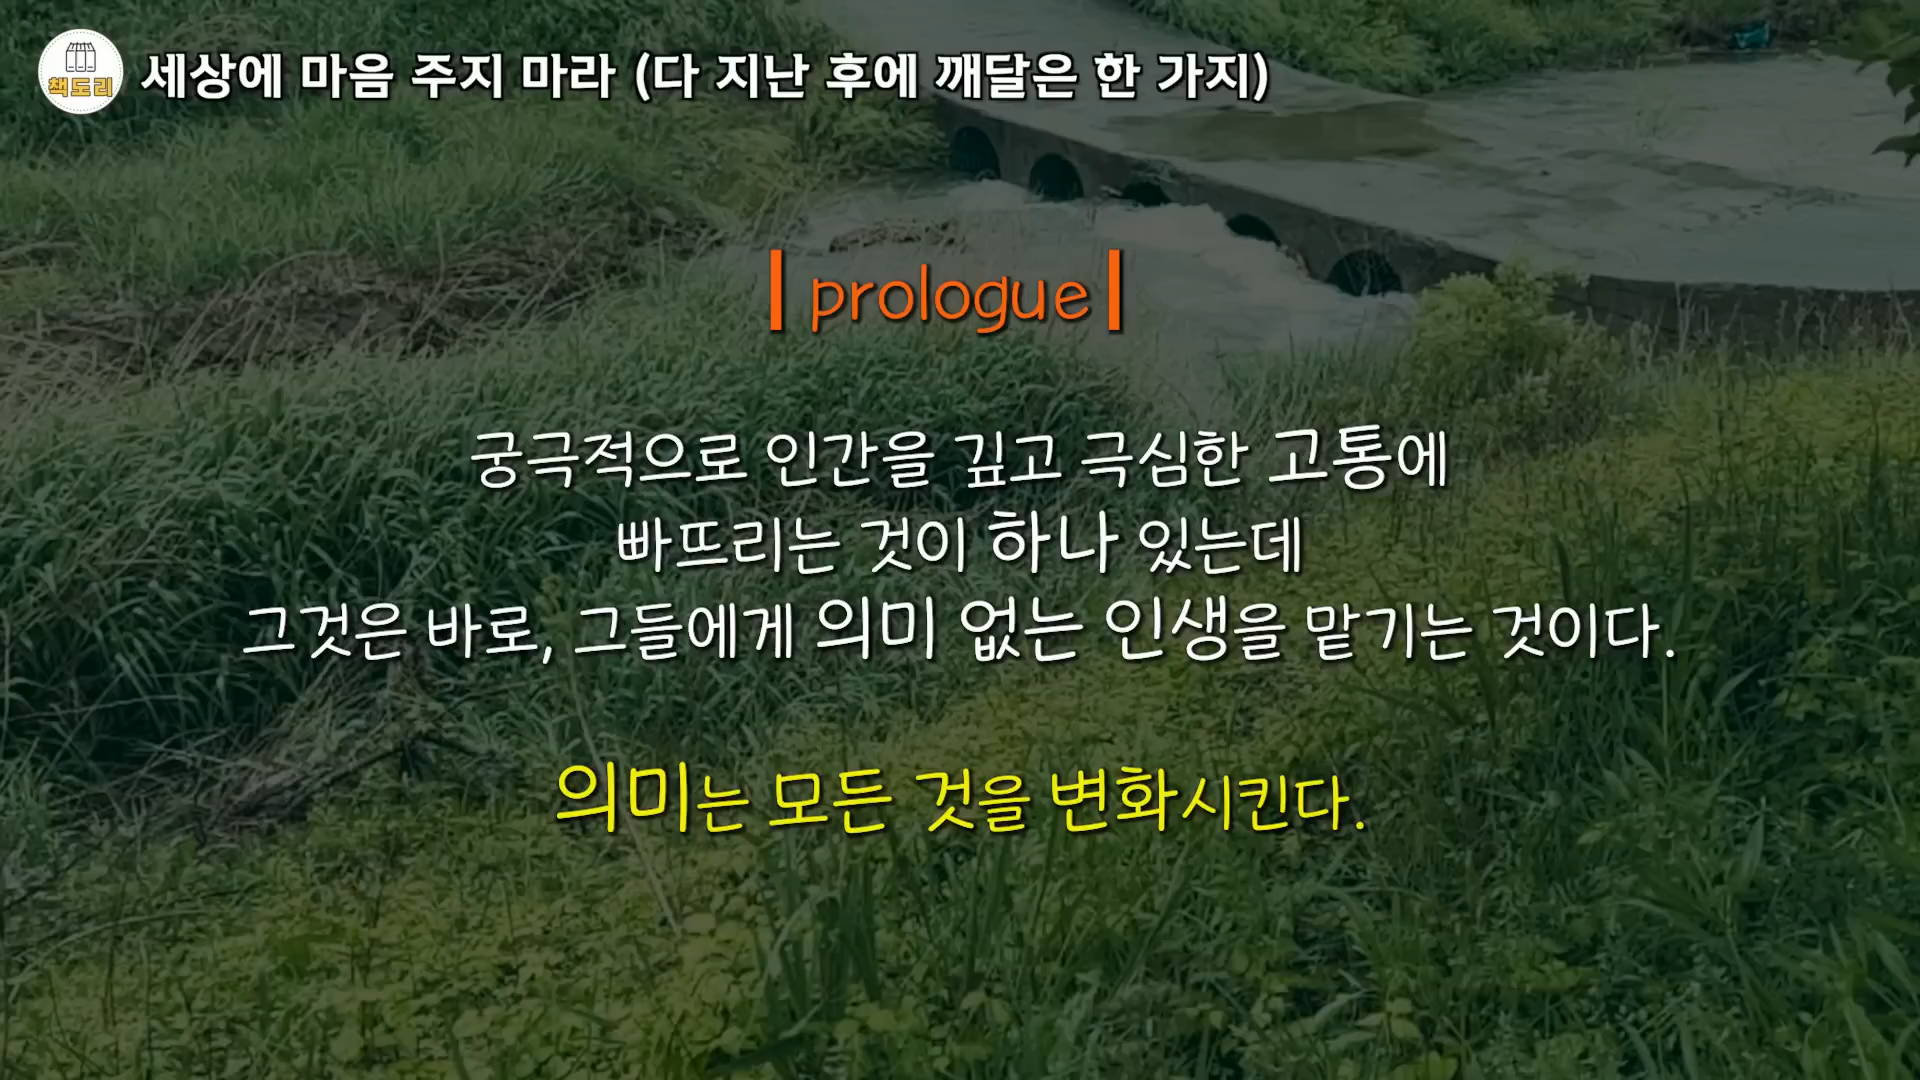 책도리
세상에 마음 주지 마라 (다 지난 후에 깨달은 한 가지)
| prologue |
궁극적으로 인간을 깊고 극심한 고통에
빠뜨리는 것이 하나 있는데
그것은 바로, 그들에게 의미 없는 인생을 맡기는 것이다.
의미는 모든 것을 변화시킨다.